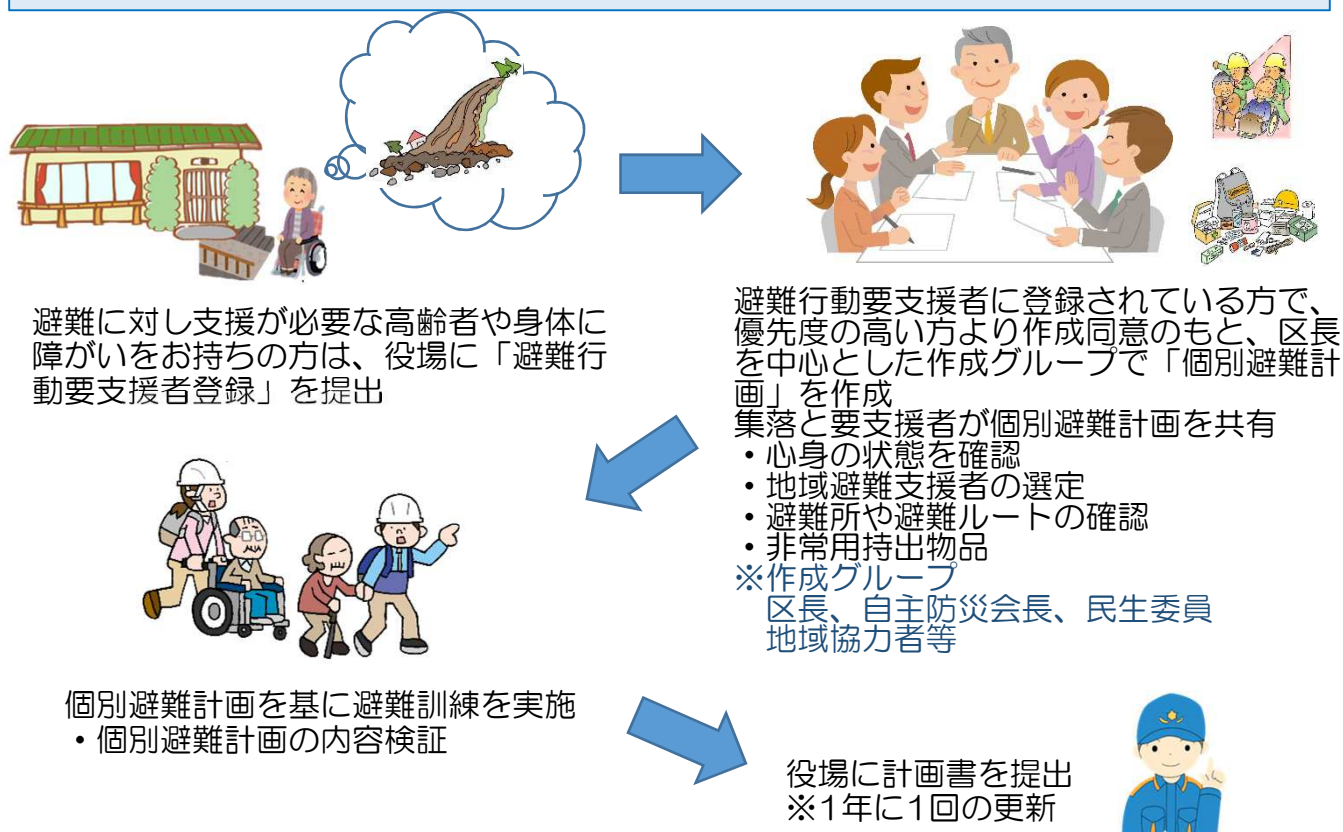 避難に対し支援が必要な高齢者や身体に
障がいをお持ちの方は、役場に「避難行
動要支援者登録」を提出
避難行動要支援者に登録されている方で、
優先度の高い方より作成同意のもと、区長
を中心とした作成グループで「個別避難計
画」を作成
集落と要支援者が個別避難計画を共有
・心身の状態を確認
・地域避難支援者の選定
・避難所や避難ルートの確認
・非常用持出物品
※作成グループ
区長、自主防災会長、民生委員
地域協力者等
個別避難計画を基に避難訓練を実施
・個別避難計画の内容検証
役場に計画書を提出
※1年に1回の更新